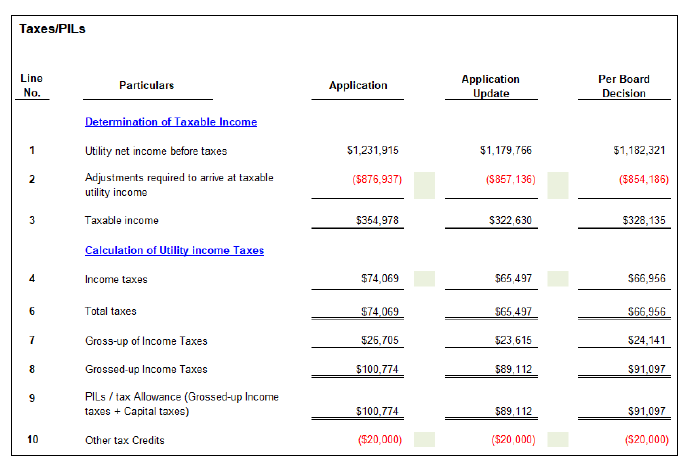 Taxes/PILs
Line No. Particulars Application Application Update Per Board Decision
Determination of Taxable Income
1 Utility net income before taxes $1,231,915 $1,179,766 $1,182,321
2 Adjustments required to arrive at taxable utility income ($876,937) ($857,136) ($854,186)
3 Taxable income $354,978 $322,630 $328,135
Calculation of Utility income Taxes
4 Income taxes $74,069 $65,497 $66,956
6 Total taxes $74,069 $65,497 $66,956
7 Gross-up of Income Taxes $26,705 $23,615 $24,141
8 Grossed-up Income Taxes $100,774 $89,112 $91,097
9 PILs / tax Allowance (Grossed-up Income taxes + Capital taxes) $100,774 $89,112 $91,097
10 Other tax Credits ($20,000) ($20,000) ($20,000)